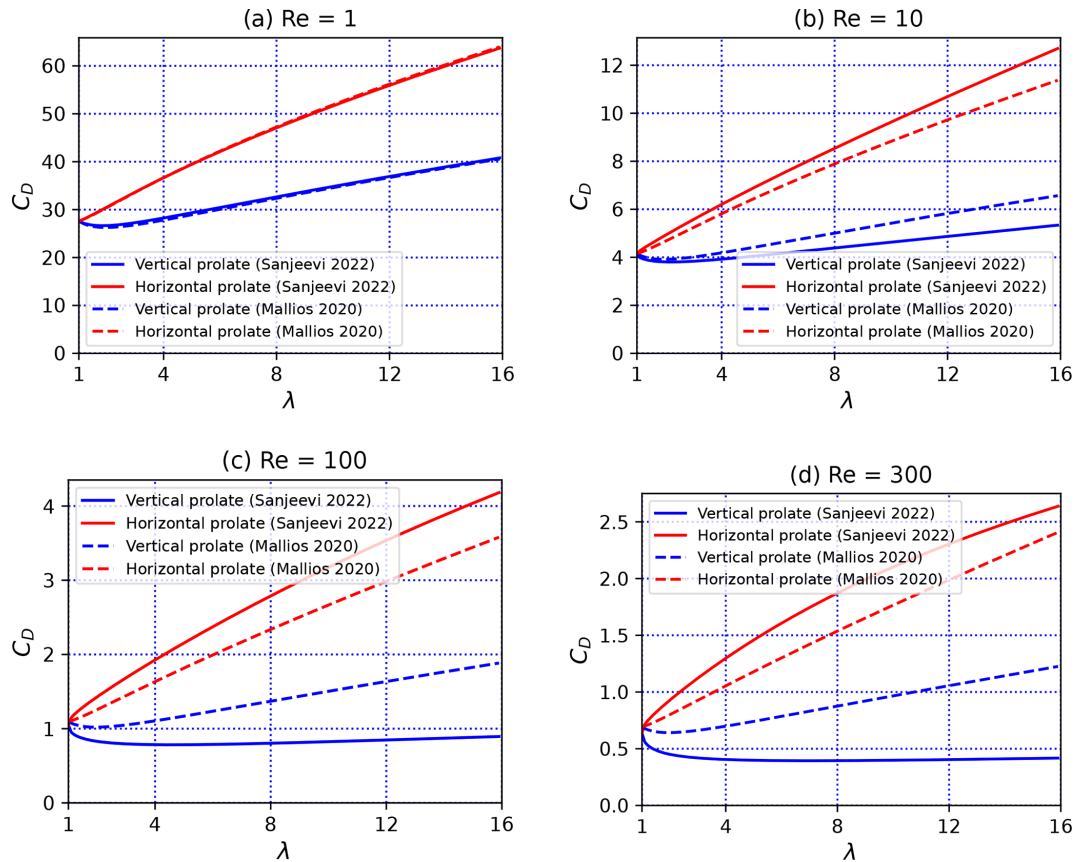 (a) Re = 1
60
50
40
30
20
10
0
C_D
Vertical prolate (Sanjeevi 2022)
Horizontal prolate (Sanjeevi 2022)
Vertical prolate (Mallios 2020)
Horizontal prolate (Mallios 2020)
1 4 8 12 16
λ
(b) Re = 10
12
10
8
6
4
2
0
C_D
Vertical prolate (Sanjeevi 2022)
Horizontal prolate (Sanjeevi 2022)
Vertical prolate (Mallios 2020)
Horizontal prolate (Mallios 2020)
1 4 8 12 16
λ
(c) Re = 100
4
3
2
1
0
C_D
Vertical prolate (Sanjeevi 2022)
Horizontal prolate (Sanjeevi 2022)
Vertical prolate (Mallios 2020)
Horizontal prolate (Mallios 2020)
1 4 8 12 16
λ
(d) Re = 300
2.5
2.0
1.5
1.0
0.5
0.0
C_D
Vertical prolate (Sanjeevi 2022)
Horizontal prolate (Sanjeevi 2022)
Vertical prolate (Mallios 2020)
Horizontal prolate (Mallios 2020)
1 4 8 12 16
λ